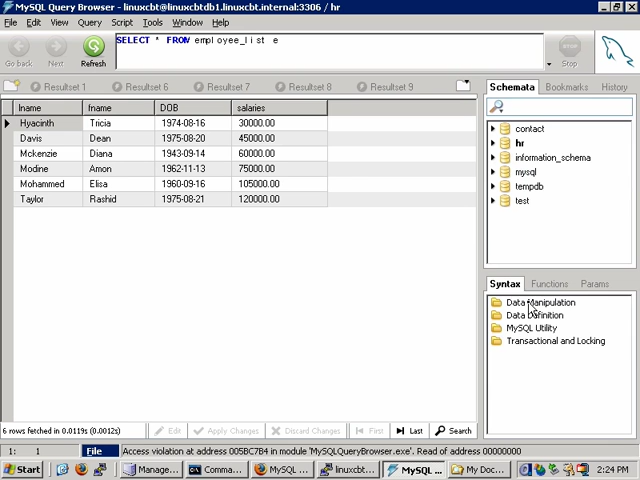 MySQL Query Browser - linuxcbt@linuxcbtdb1.linuxcbt.internal:3306 / hr
File Edit View Query Script Tools Window Help
Go back Next Refresh
SELECT * FROM employee_list e
Stop
Resultset 1 Resultset 6 Resultset 7 Resultset 8 Resultset 9
lname fname DOB salaries
Hyacinth Tricia 1974-08-16 30000.00
Davis Dean 1975-08-20 45000.00
Mckenzie Diana 1943-09-14 60000.00
Modine Amon 1962-11-13 75000.00
Mohammed Elisa 1960-09-16 105000.00
Taylor Rashid 1975-08-21 120000.00
6 rows fetched in 0.0119s (0.0012s)
Edit Apply Changes Discard Changes First Last Search
Schemata Bookmarks History
contact
hr
information_schema
mysql
tempdb
test
Syntax Functions Params
Data Manipulation
Data Definition
MySQL Utility
Transactional and Locking
1: 1 File Access violation at address 005BC7B4 in module 'MySQLQueryBrowser.exe'. Read of address 00000000
Start Manage... Comma... MySQL ... linuxcbt... MySQL ... My Doc... 2:24 PM